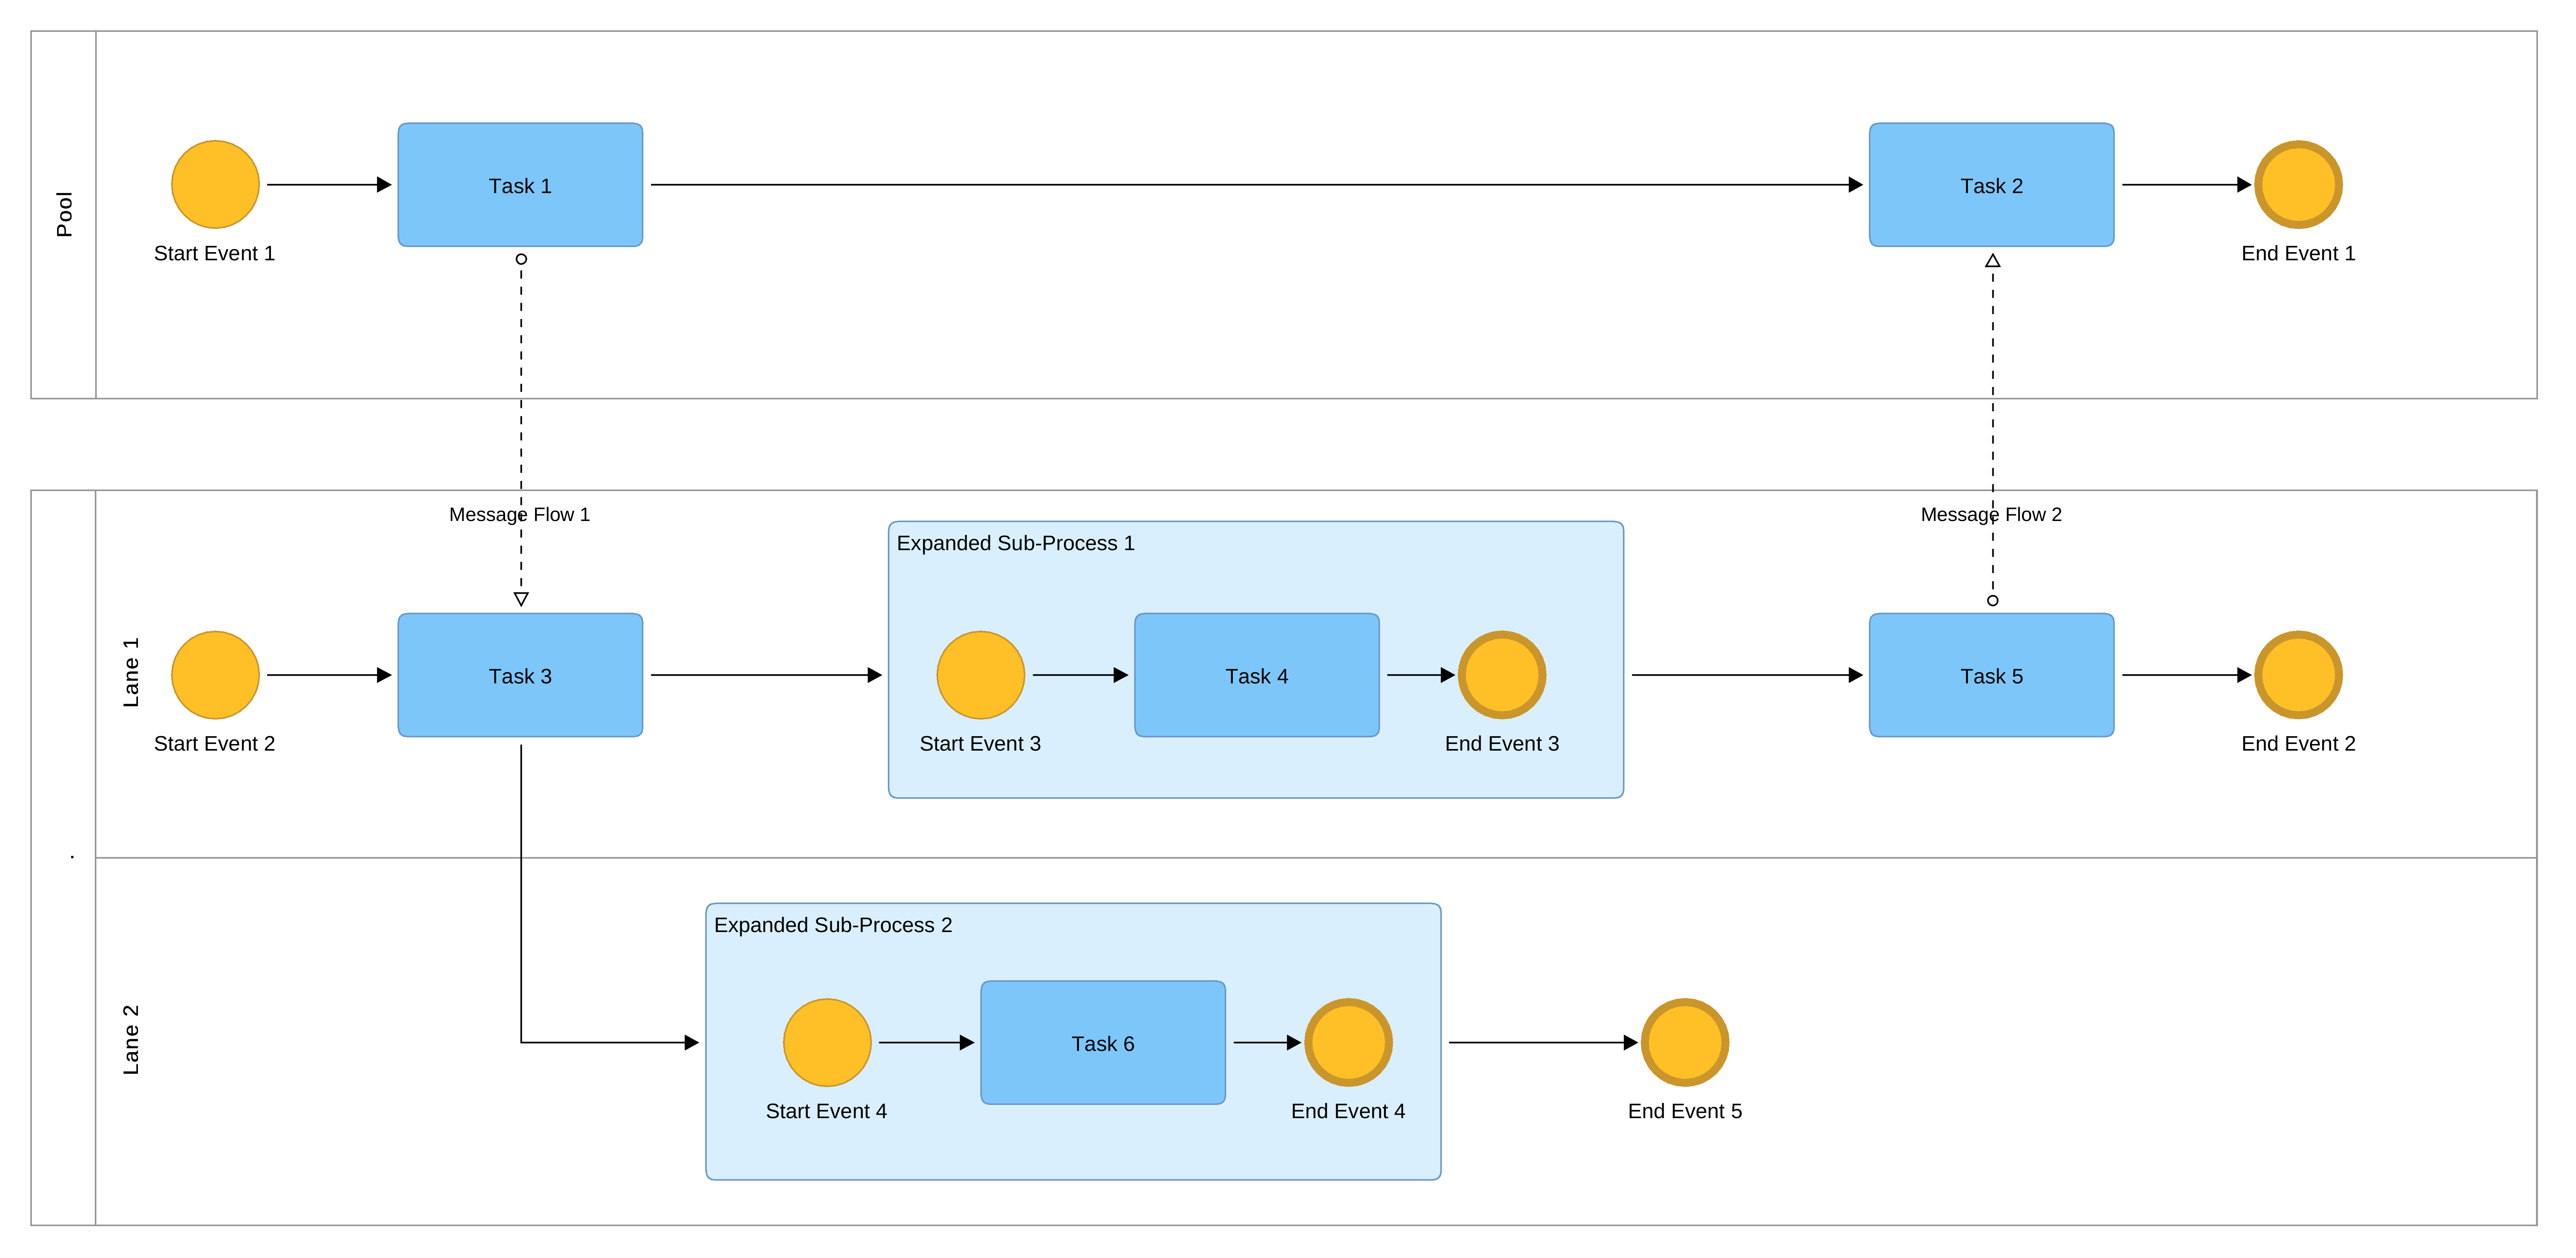 Pool
Start Event 1
Task 1
Task 2
End Event 1
Message Flow 1
Message Flow 2
.
Lane 1
Start Event 2
Task 3
Expanded Sub-Process 1
Start Event 3
Task 4
End Event 3
Task 5
End Event 2
Lane 2
Expanded Sub-Process 2
Start Event 4
Task 6
End Event 4
End Event 5